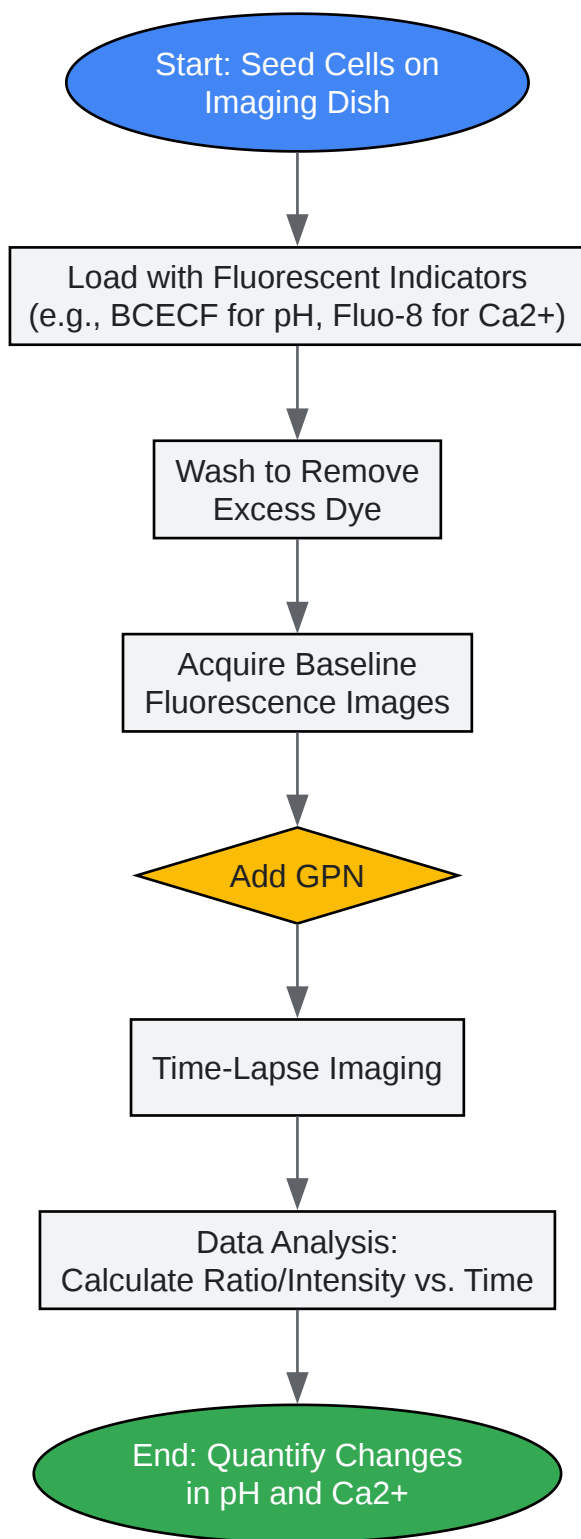 Start: Seed Cells on
Imaging Dish
Load with Fluorescent Indicators
(e.g., BCECF for pH, Fluo-8 for Ca2+)
Wash to Remove
Excess Dye
Acquire Baseline
Fluorescence Images
Add GPN
Time-Lapse Imaging
Data Analysis:
Calculate Ratio/Intensity vs. Time
End: Quantify Changes
in pH and Ca2+